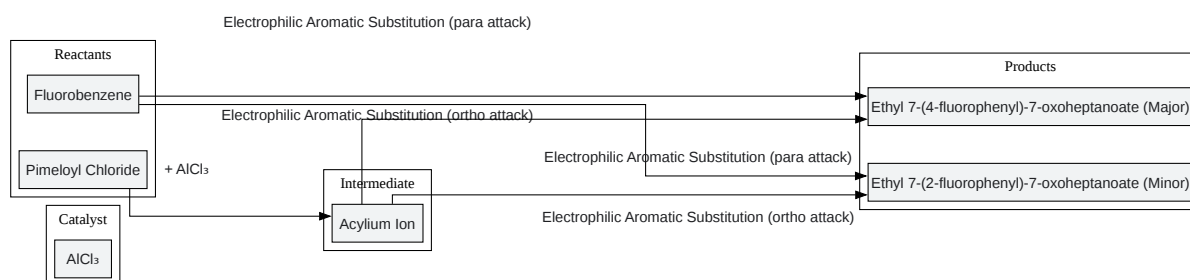 Electrophilic Aromatic Substitution (para attack)
Reactants
Fluorobenzene
Pimeloyl Chloride
+ AlCl₃
Catalyst
AlCl₃
Electrophilic Aromatic Substitution (ortho attack)
Intermediate
Acylium Ion
Electrophilic Aromatic Substitution (para attack)
Electrophilic Aromatic Substitution (ortho attack)
Products
Ethyl 7-(4-fluorophenyl)-7-oxoheptanoate (Major)
Ethyl 7-(2-fluorophenyl)-7-oxoheptanoate (Minor)